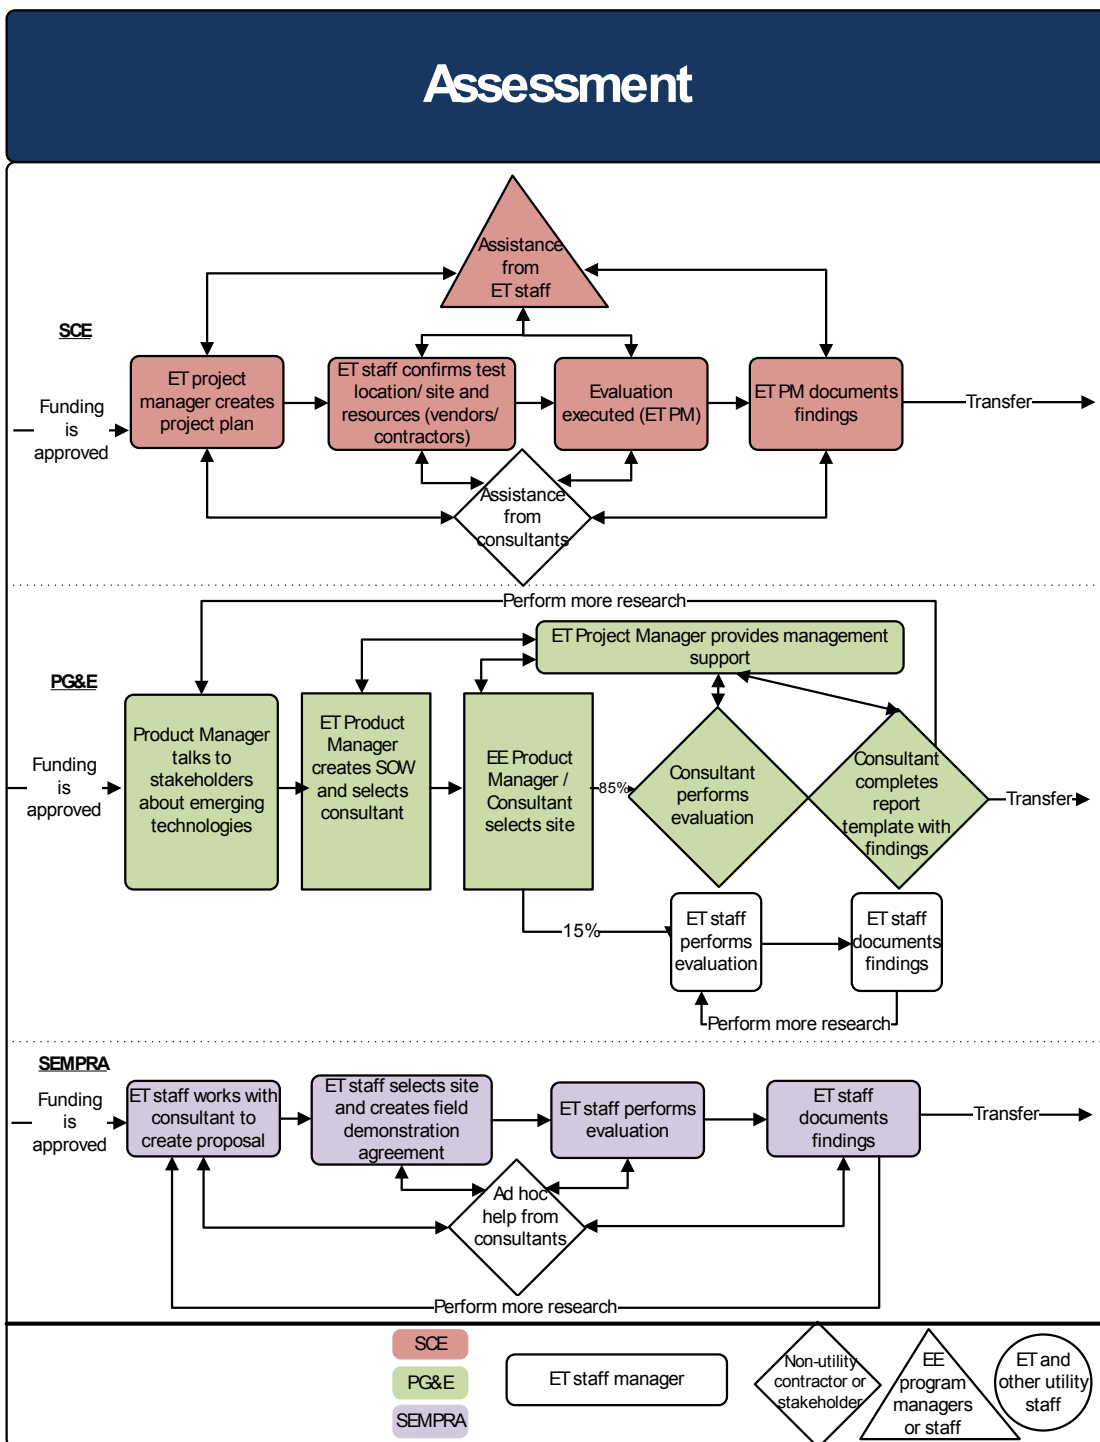 Assessment
Assistance
from
ET staff
SCE
Funding
is
approved
ET project
manager creates
project plan
ET staff confirms test
location/ site and
resources (vendors/
contractors)
Evaluation
executed (ET PM)
ET PM documents
findings
Transfer
Assistance
from
consultants
Perform more research
ET Project Manager provides management
support
PG&E
Funding
is
approved
Product Manager
talks to
stakeholders
about emerging
technologies
ET Product
Manager
creates SOW
and selects
consultant
EE Product
Manager /
Consultant
selects site
85%
Consultant
performs
evaluation
Consultant
completes
report
template with
findings
Transfer
15%
ET staff
performs
evaluation
ET staff
documents
findings
Perform more research
SEMPRA
Funding
is
approved
ET staff works with
consultant to
create proposal
ET staff selects site
and creates field
demonstration
agreement
ET staff performs
evaluation
ET staff
documents
findings
Transfer
Ad hoc
help from
consultants
Perform more research
SCE
PG&E
SEMPRA
ET staff manager
Non-utility
contractor or
stakeholder
EE
program
managers
or staff
ET and
other utility
staff